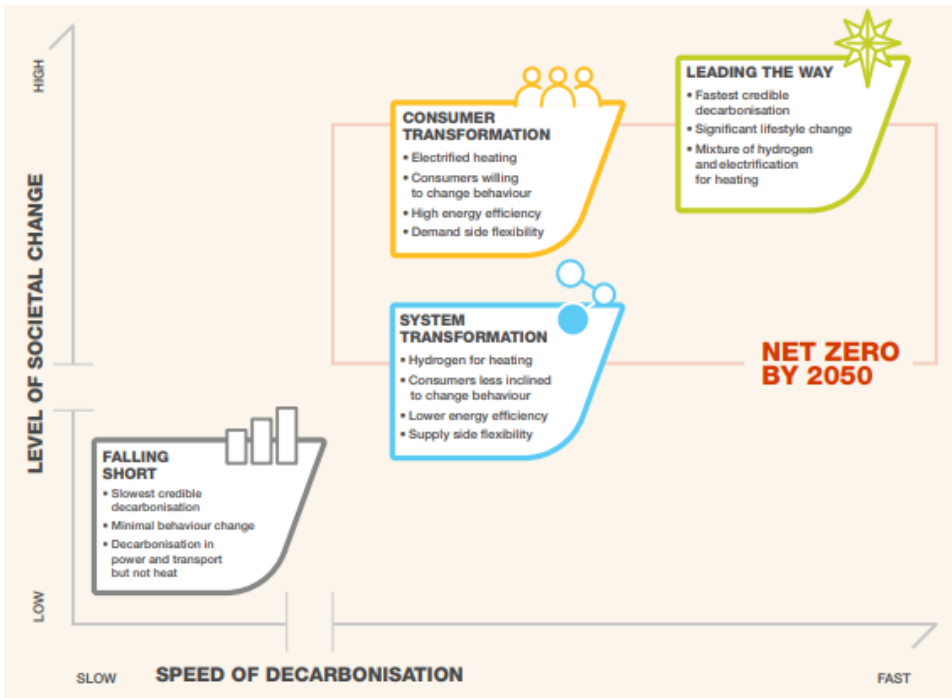 HIGH
LEVEL OF SOCIETAL CHANGE
LOW
CONSUMER
TRANSFORMATION
• Electrified heating
• Consumers willing
to change behaviour
• High energy efficiency
• Demand side flexibility
LEADING THE WAY
• Fastest credible
decarbonisation
• Significant lifestyle change
• Mixture of hydrogen
and electrification
for heating
SYSTEM
TRANSFORMATION
• Hydrogen for heating
• Consumers less inclined
to change behaviour
• Lower energy efficiency
• Supply side flexibility
NET ZERO
BY 2050
FALLING
SHORT
• Slowest credible
decarbonisation
• Minimal behaviour change
• Decarbonisation in
power and transport
but not heat
SLOW
SPEED OF DECARBONISATION
FAST